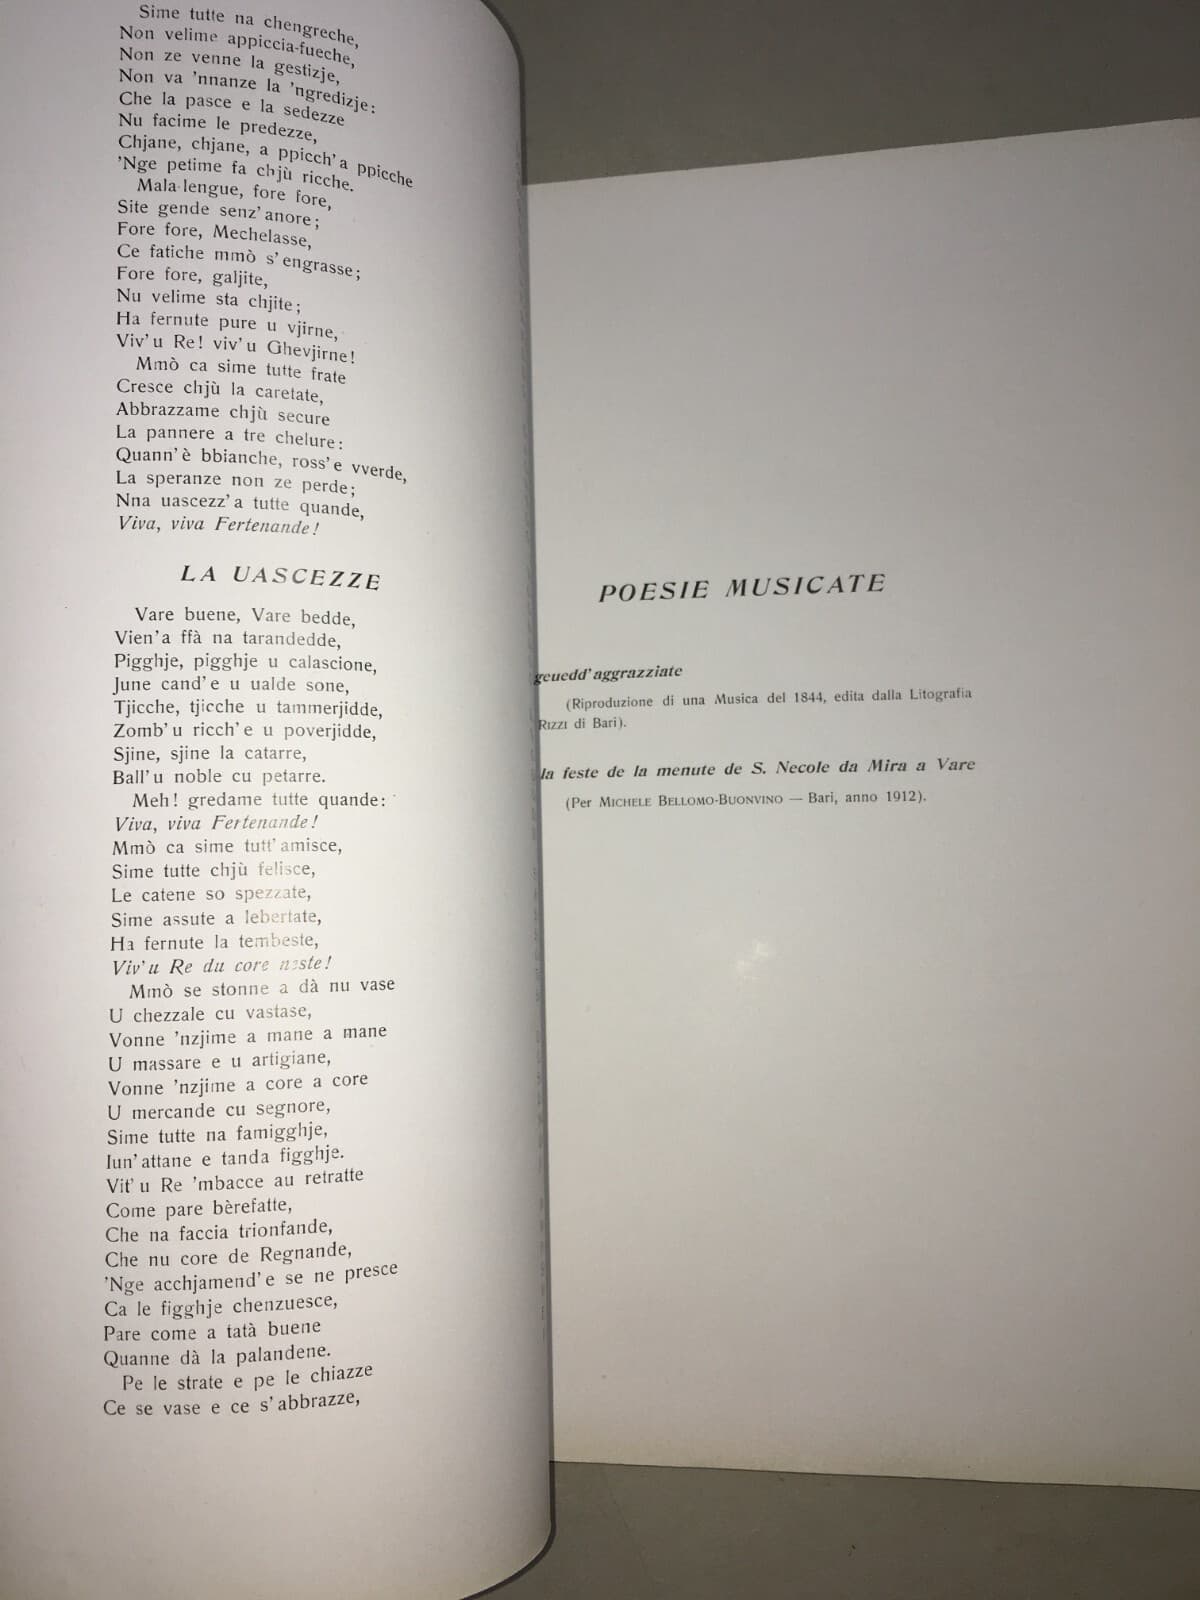 Sime tutte na chengreche,
Non velime appiccia-fueche,
Non ze venne la gestizje,
Non va 'nnanze la 'ngredizje:
Che la pasce e la sedezze
Nu facime le predezze,
Chjane, chjane, a ppicch'a ppicche
'Nge petime fa chjù ricche.
Mala lengue, fore fore,
Site gende senz'anore;
Fore fore, Mechelasse,
Ce fatiche mmò s'engrasse;
Fore fore, galjite,
Nu velime sta chjite;
Ha fernute pure u vjirne,
Viv'u Re! viv'u Ghevjirne!
Mmò ca sime tutte frate
Cresce chjù la caretate,
Abbrazzame chjù secure
La pannere a tre chelure:
Quann'è bbianche, ross'e vverde,
La speranze non ze perde;
Nna uascezz'a tutte quande,
Viva, viva Fertenande!
LA UASCEZZE
Vare buene, Vare bedde,
Vien'a ffà na tarandedde,
Pigghje, pigghje u calascione,
June cand'e u ualde sone,
Tjicche, tjicche u tammerjidde,
Zomb'u ricch'e u poverjidde,
Sjine, sjine la catarre,
Ball'u noble cu petarre.
Meh! gredame tutte quande:
Viva, viva Fertenande!
Mmò ca sime tutt'amisce,
Sime tutte chjù felisce,
Le catene so spezzate,
Sime assute a lebertate,
Ha fernute la tembeste,
Viv'u Re du core neste!
Mmò se stonne a dà nu vase
U chezzale cu vastase,
Vonne 'nzjime a mane a mane
U massare e u artigiane,
Vonne 'nzjime a core a core
U mercande cu segnore,
Sime tutte na famigghje,
Iun'attane e tanda figghje.
Vit'u Re 'mbacce au retratte
Come pare bèrefatte,
Che na faccia trionfande,
Che nu core de Regnande,
'Nge acchjamend'e se ne presce
Ca le figghje chenzuesce,
Pare come a tatà buene
Quanne dà la palandene.
Pe le strate e pe le chiazze
Ce se vase e ce s'abbrazze,
POESIE MUSICATE
geuedd'aggrazziate
(Riproduzione di una Musica del 1844, edita dalla Litografia
RIZZI di Bari).
la feste de la menute de S. Necole da Mira a Vare
(Per MICHELE BELLOMO-BUONVINO — Bari, anno 1912).